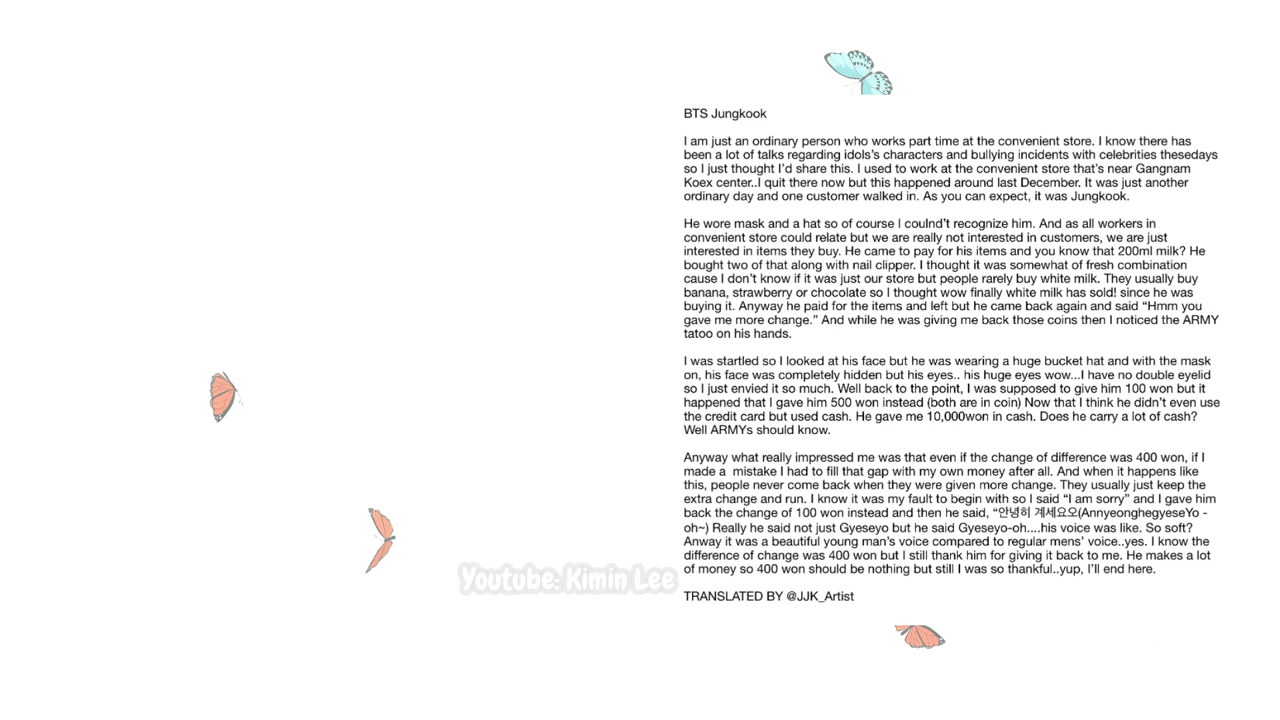 BTS Jungkook
I am just an ordinary person who works part time at the convenient store. I know there has
been a lot of talks regarding idols's characters and bullying incidents with celebrities thesedays
so I just thought I'd share this. I used to work at the convenient store that's near Gangnam
Koex center..I quit there now but this happened around last December. It was just another
ordinary day and one customer walked in. As you can expect, it was Jungkook.
He wore mask and a hat so of course I coulnd't recognize him. And as all workers in
convenient store could relate but we are really not interested in customers, we are just
interested in items they buy. He came to pay for his items and you know that 200ml milk? He
bought two of that along with nail clipper. I thought it was somewhat of fresh combination
cause I don't know if it was just our store but people rarely buy white milk. They usually buy
banana, strawberry or chocolate so I thought wow finally white milk has sold! since he was
buying it. Anyway he paid for the items and left but he came back again and said “Hmm you
gave me more change.” And while he was giving me back those coins then I noticed the ARMY
tatoo on his hands.
I was startled so I looked at his face but he was wearing a huge bucket hat and with the mask
on, his face was completely hidden but his eyes.. his huge eyes wow...I have no double eyelid
so I just envied it so much. Well back to the point, I was supposed to give him 100 won but it
happened that I gave him 500 won instead (both are in coin) Now that I think he didn't even use
the credit card but used cash. He gave me 10,000won in cash. Does he carry a lot of cash?
Well ARMYs should know.
Anyway what really impressed me was that even if the change of difference was 400 won, if I
made a mistake I had to fill that gap with my own money after all. And when it happens like
this, people never come back when they were given more change. They usually just keep the
extra change and run. I know it was my fault to begin with so I said “I am sorry” and I gave him
back the change of 100 won instead and then he said, “안녕히 계세요오(AnnyeonghegyeseYo -
oh~) Really he said not just Gyeseyo but he said Gyeseyo-oh....his voice was like. So soft?
Anway it was a beautiful young man's voice compared to regular mens' voice..yes. I know the
difference of change was 400 won but I still thank him for giving it back to me. He makes a lot
of money so 400 won should be nothing but still I was so thankful..yup, I'll end here.
Youtube: Kimin Lee
TRANSLATED BY @JJK_Artist